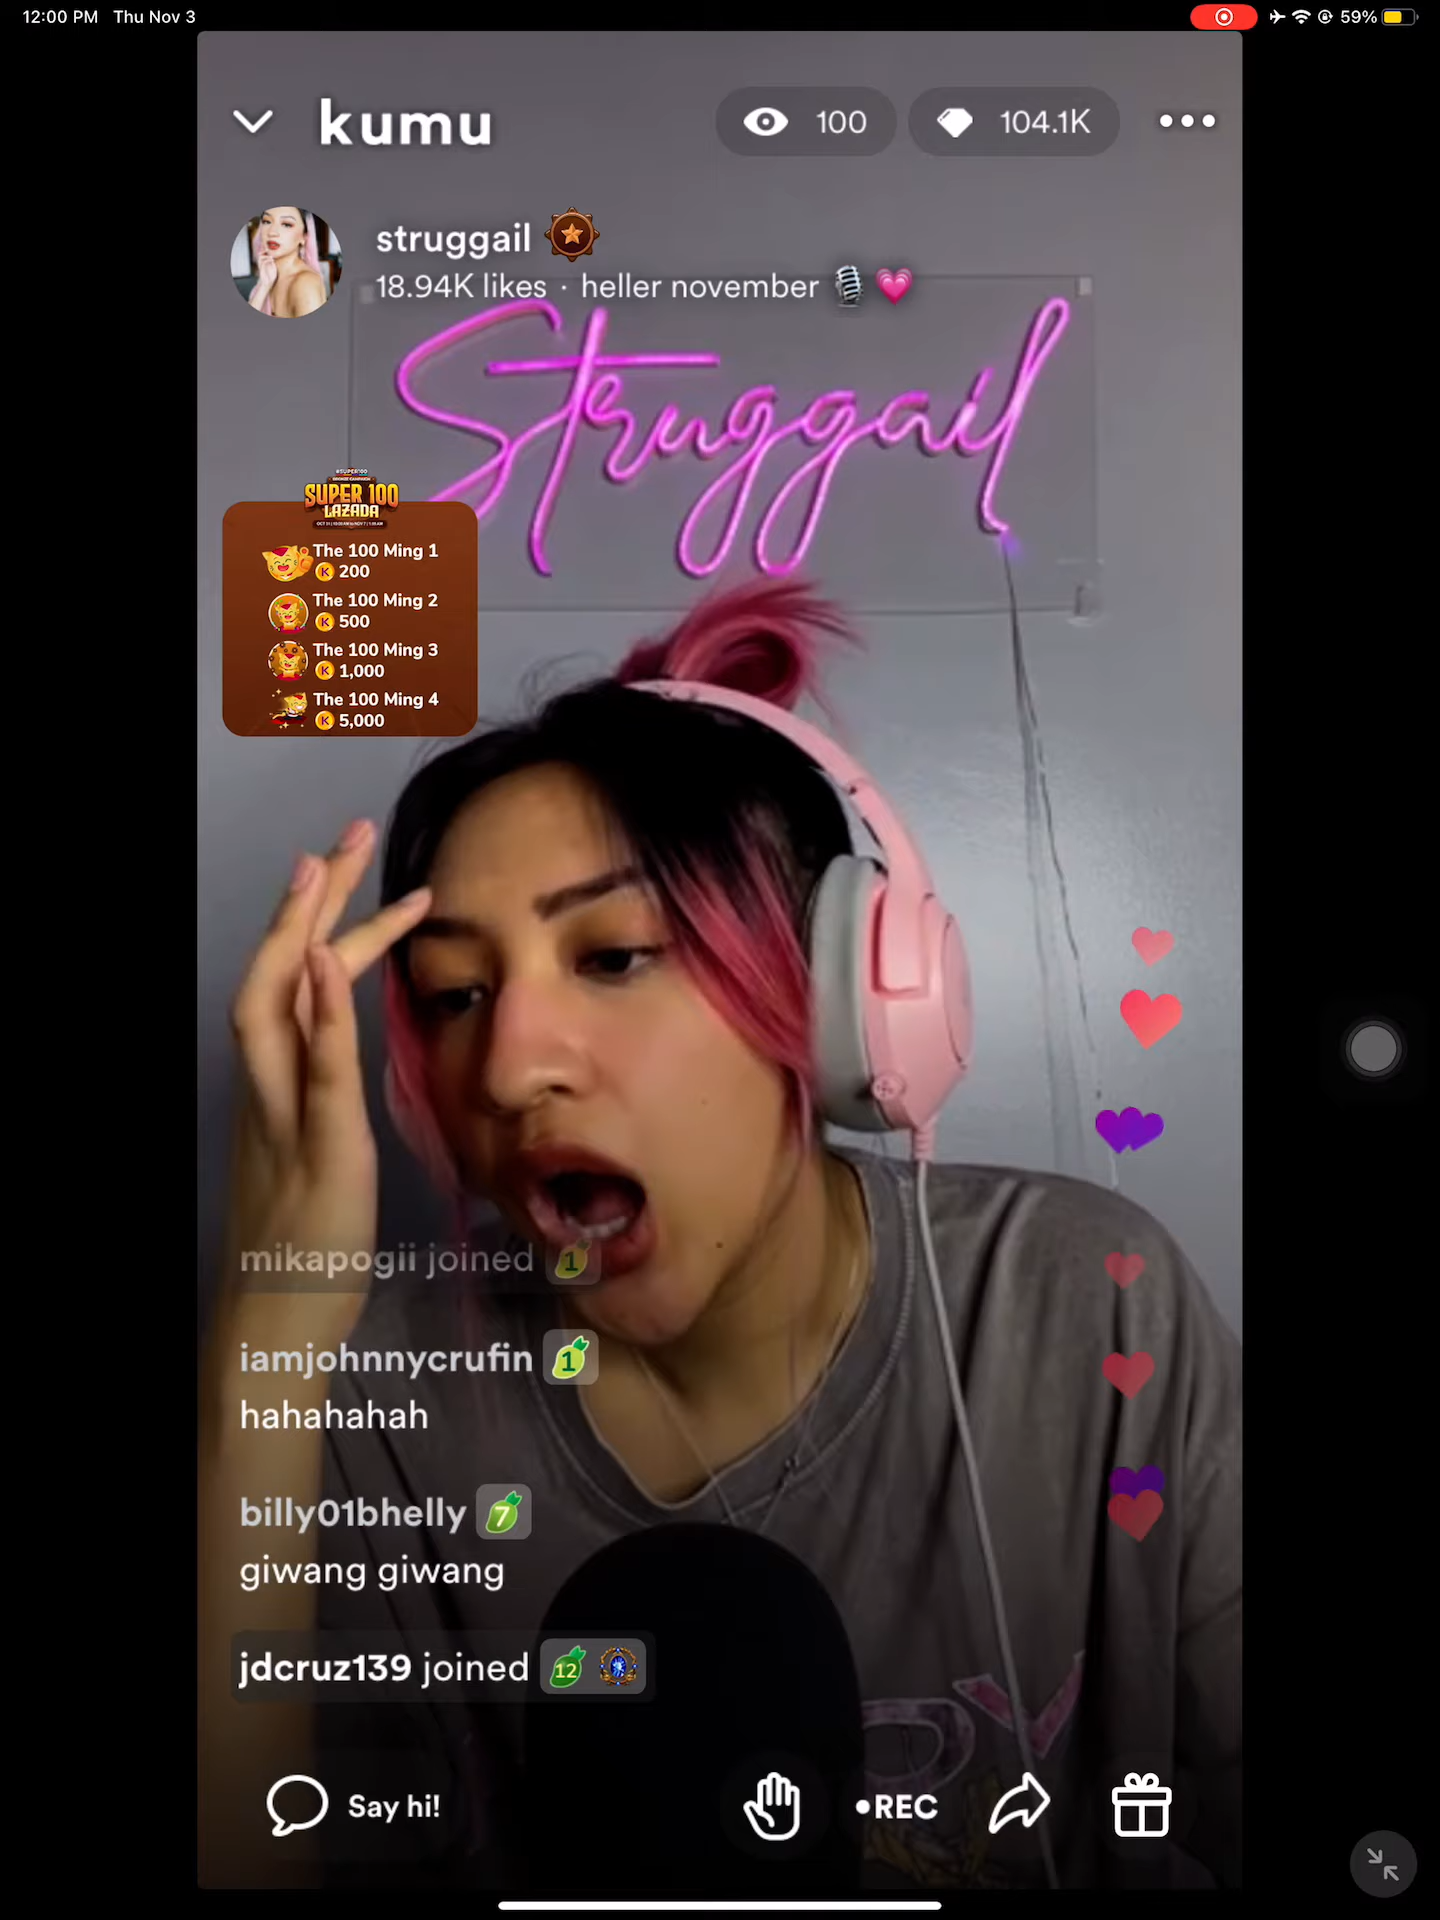 12:00 PM Thu Nov 3
59%
kumu
100
104.1K
struggail
18.94K likes · heller november
Struggail
#SUPER100
SUPER 100
LAZADA
The 100 Ming 1
K 200
The 100 Ming 2
K 500
The 100 Ming 3
K 1,000
The 100 Ming 4
K 5,000
mikapogii joined 1
iamjohnnycrufin 1
hahahahah
billy01bhelly 7
giwang giwang
jdcruz139 joined 12
Say hi!
REC